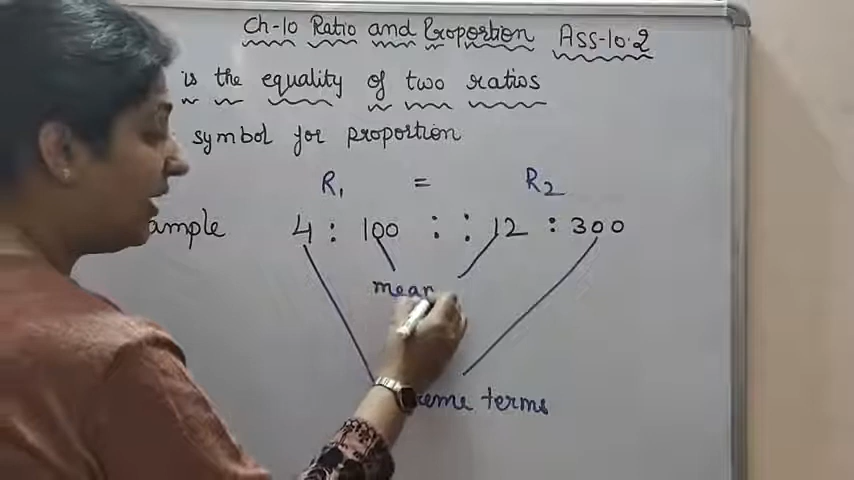 Ch-10 Ratio and Proportion Ass-10.2
is the equality of two ratios
symbol for proportion
R1 = R2
ample 4 : 100 : : 12 : 300
mean
eme terms